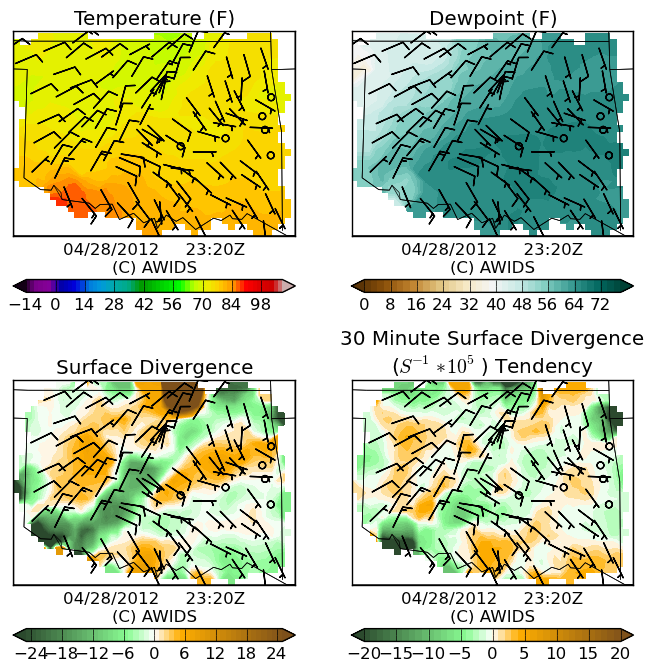 Temperature (F)
Dewpoint (F)
04/28/2012 23:20Z
(C) AWIDS
04/28/2012 23:20Z
(C) AWIDS
−14 0 14 28 42 56 70 84 98
0 8 16 24 32 40 48 56 64 72
Surface Divergence
30 Minute Surface Divergence
(S⁻¹ *10⁵ ) Tendency
04/28/2012 23:20Z
(C) AWIDS
04/28/2012 23:20Z
(C) AWIDS
−24 −18 −12 −6 0 6 12 18 24
−20 −15 −10 −5 0 5 10 15 20